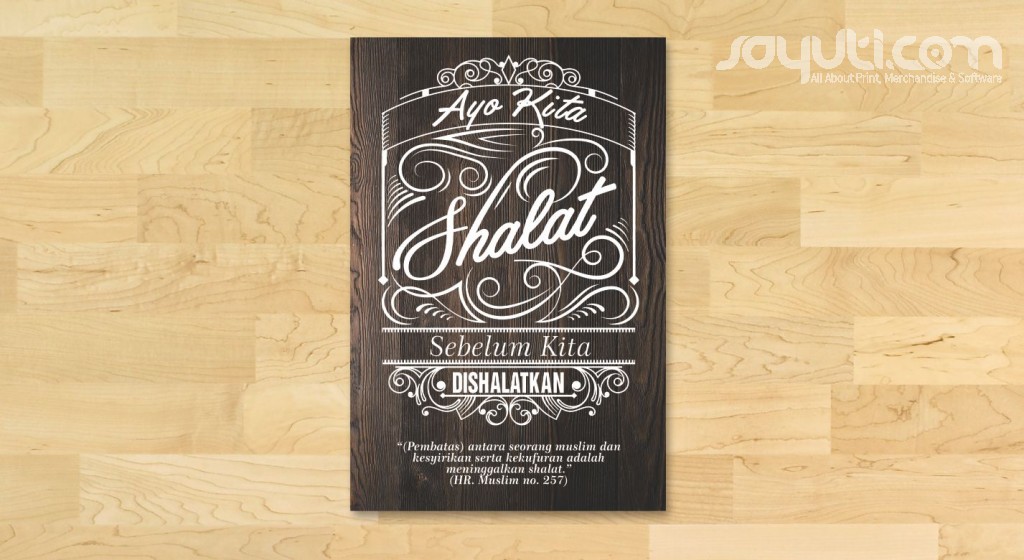 sayuti.com
All About Print, Merchandise & Software
Ayo Kita
Shalat
Sebelum Kita
DISHALATKAN
“(Pembatas) antara seorang muslim dan
kesyirikan serta kekufuran adalah
meninggalkan shalat.”
(HR. Muslim no. 257)